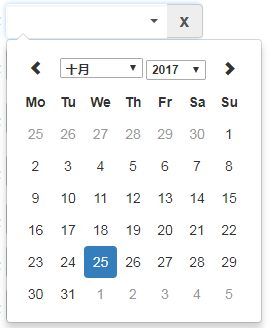 x
十月 2017
Mo Tu We Th Fr Sa Su
25 26 27 28 29 30 1
2 3 4 5 6 7 8
9 10 11 12 13 14 15
16 17 18 19 20 21 22
23 24 25 26 27 28 29
30 31 1 2 3 4 5